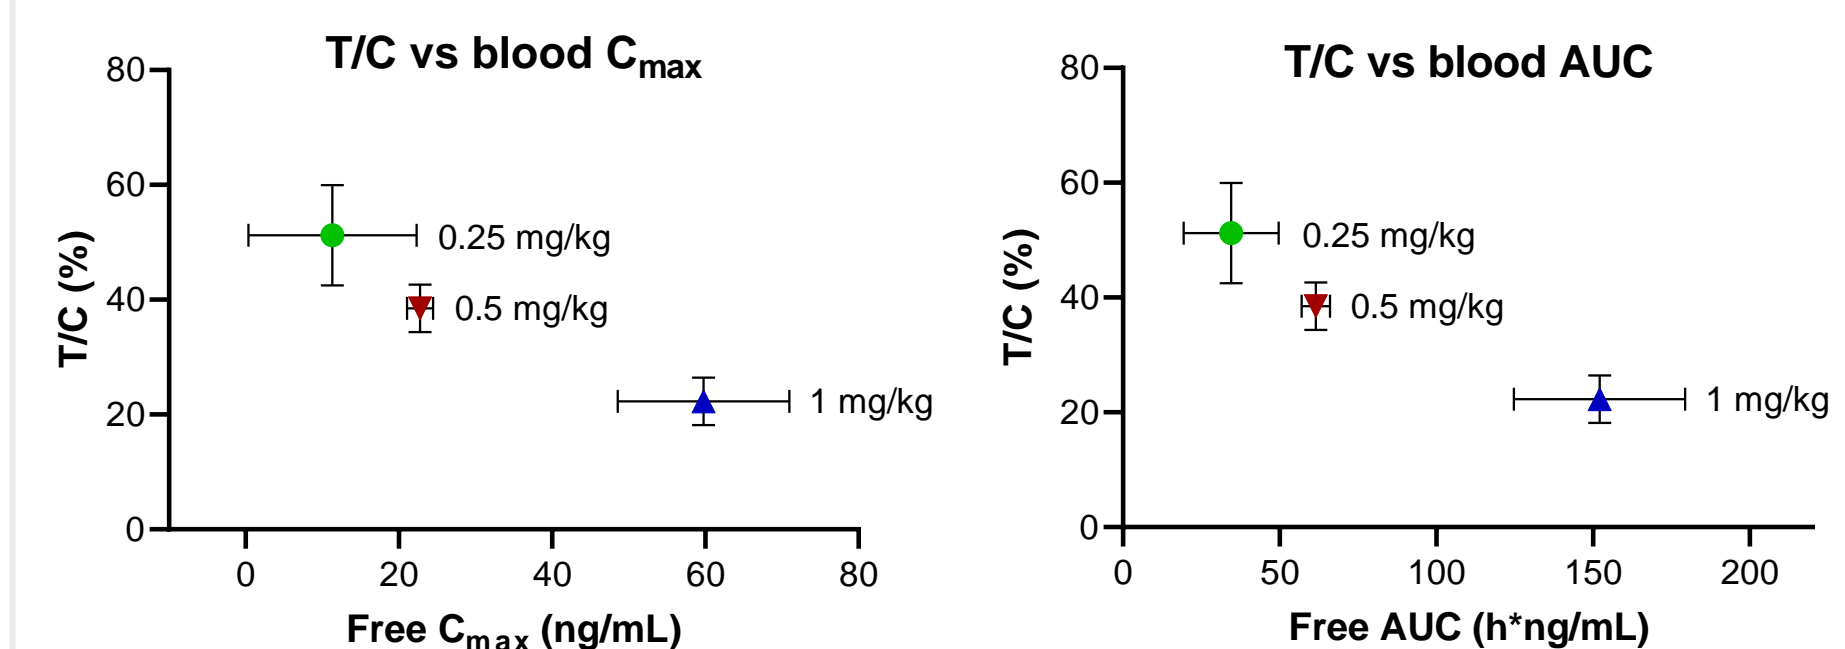 T/C vs blood Cmax
80
60
40
20
0
T/C (%)
0.25 mg/kg
0.5 mg/kg
1 mg/kg
0 20 40 60 80
Free Cmax (ng/mL)
T/C vs blood AUC
80
60
40
20
0
T/C (%)
0.25 mg/kg
0.5 mg/kg
1 mg/kg
0 50 100 150 200
Free AUC (h*ng/mL)